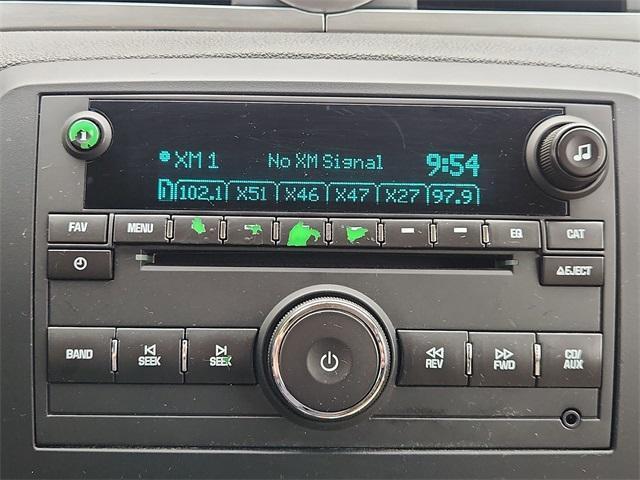 XM 1 No XM Signal 9:54
1 102.1 X51 X46 X47 X27 97.9
FAV MENU EQ CAT
EJECT
BAND SEEK SEEK REV FWD CD/AUX